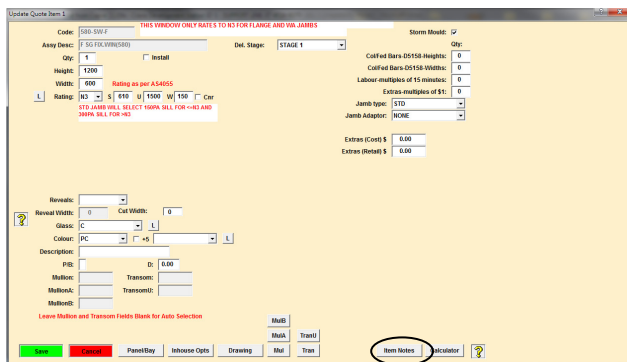 Update Quote Item 1
THIS WINDOW ONLY RATES TO N3 FOR FLANGE AND WA JAMBS
Code: 580-SW-F Storm Mould:
Assy Desc: F SG FIX.WIN(580) Del. Stage: STAGE 1 Qty:
Qty: 1 Install Col/Fed Bars-D5158-Heights: 0
Height: 1200 Col/Fed Bars-D5158-Widths: 0
Width: 600 Rating as per AS4055 Labour-multiples of 15 minutes: 0
L Rating: N3 S 610 U 1500 W 150 Cnr Extras-multiples of $1: 0
STD JAMB WILL SELECT 150PA SILL FOR <=N3 AND
300PA SILL FOR >N3
Jamb type: STD
Jamb Adaptor: NONE
Extras (Cost) $ 0.00
Extras (Retail) $ 0.00
Reveals:
? Reveal Width: 0 Cut Width: 0
Glass: C L
Colour: PC +5 L
Description:
P/B: D: 0.00
Mullion: Transom:
MullionA: TransomU:
MullionB:
Leave Mullion and Transom Fields Blank for Auto Selection
MulB
MulA TranU
Save Cancel Panel/Bay Inhouse Opts Drawing Mul Tran Item Notes Calculator ?